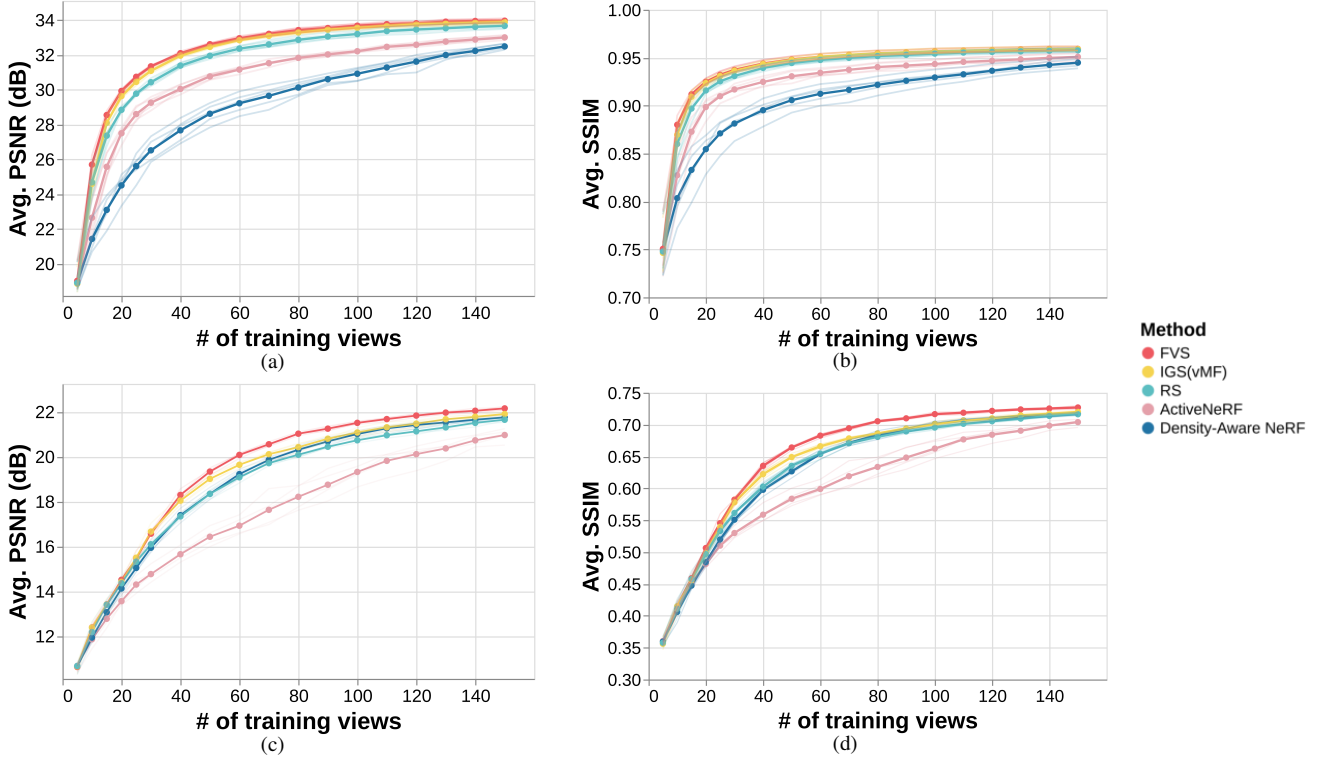 34
32
30
28
26
24
22
20
Avg. PSNR (dB)
0 20 40 60 80 100 120 140
# of training views
(a)
1.00
0.95
0.90
0.85
0.80
0.75
0.70
Avg. SSIM
0 20 40 60 80 100 120 140
# of training views
(b)
22
20
18
16
14
12
Avg. PSNR (dB)
0 20 40 60 80 100 120 140
# of training views
(c)
0.75
0.70
0.65
0.60
0.55
0.50
0.45
0.40
0.35
0.30
Avg. SSIM
0 20 40 60 80 100 120 140
# of training views
(d)
Method
FVS
IGS(vMF)
RS
ActiveNeRF
Density-Aware NeRF